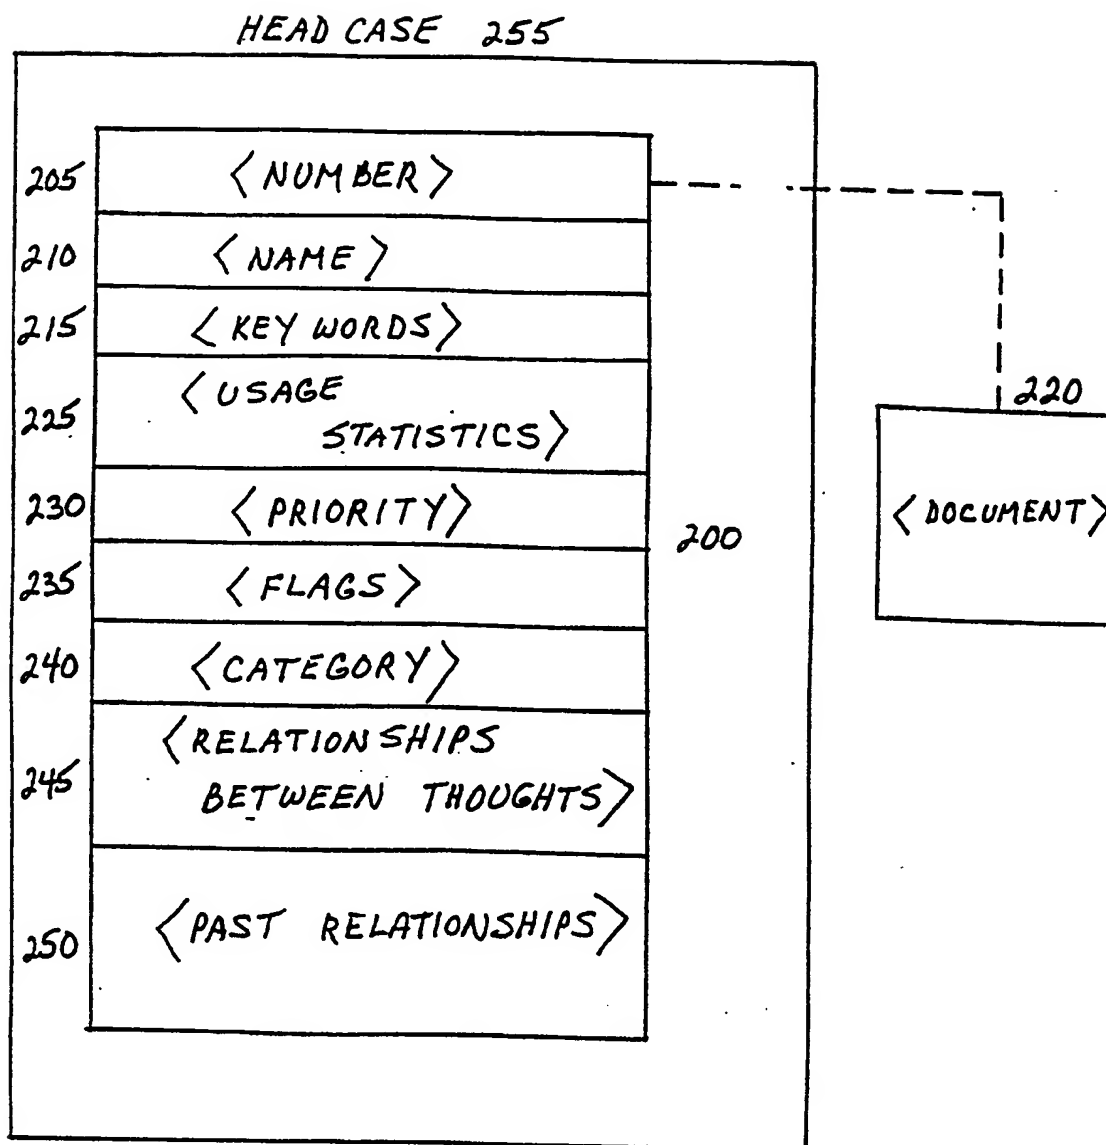 HEAD CASE 255
205 <NUMBER>
210 <NAME>
215 <KEY WORDS>
<USAGE
225 STATISTICS>
220
230 <PRIORITY>
<DOCUMENT>
200
235 <FLAGS>
240 <CATEGORY>
<RELATIONSHIPS
245 BETWEEN THOUGHTS>
250 <PAST RELATIONSHIPS>